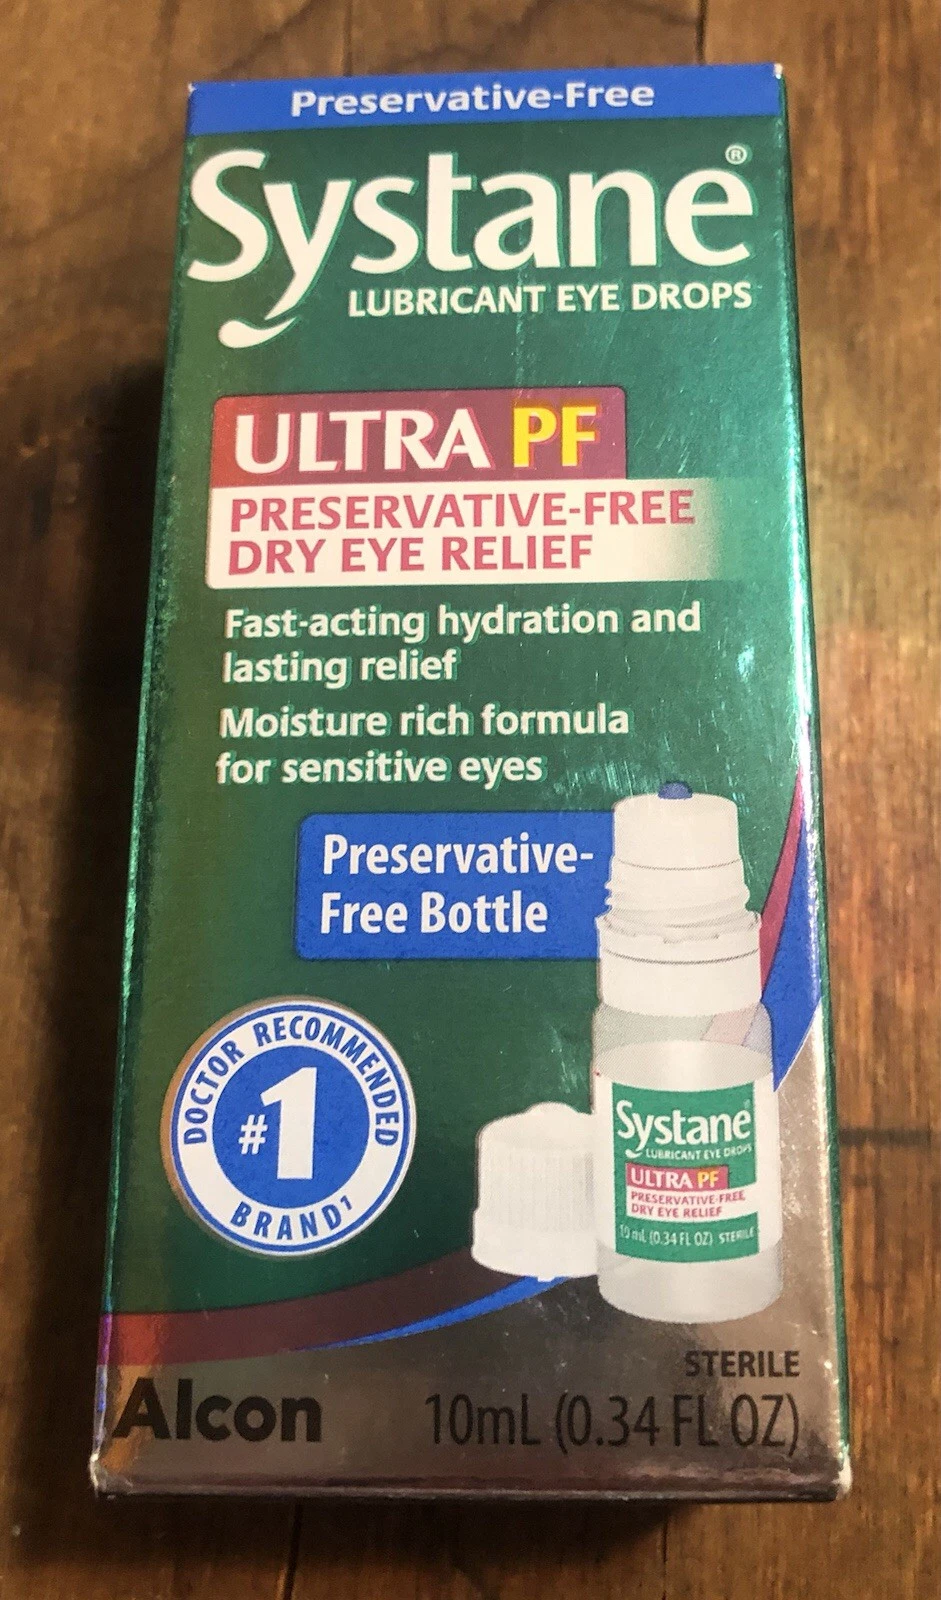 Preservative-Free
Systane®
LUBRICANT EYE DROPS
ULTRA PF
PRESERVATIVE-FREE
DRY EYE RELIEF
Fast-acting hydration and
lasting relief
Moisture rich formula
for sensitive eyes
Preservative-
Free Bottle
DOCTOR RECOMMENDED
#1
BRAND¹
Systane®
LUBRICANT EYE DROPS
ULTRA PF
PRESERVATIVE-FREE
DRY EYE RELIEF
10 mL (0.34 FL OZ) STERILE
STERILE
Alcon 10mL (0.34 FL OZ)